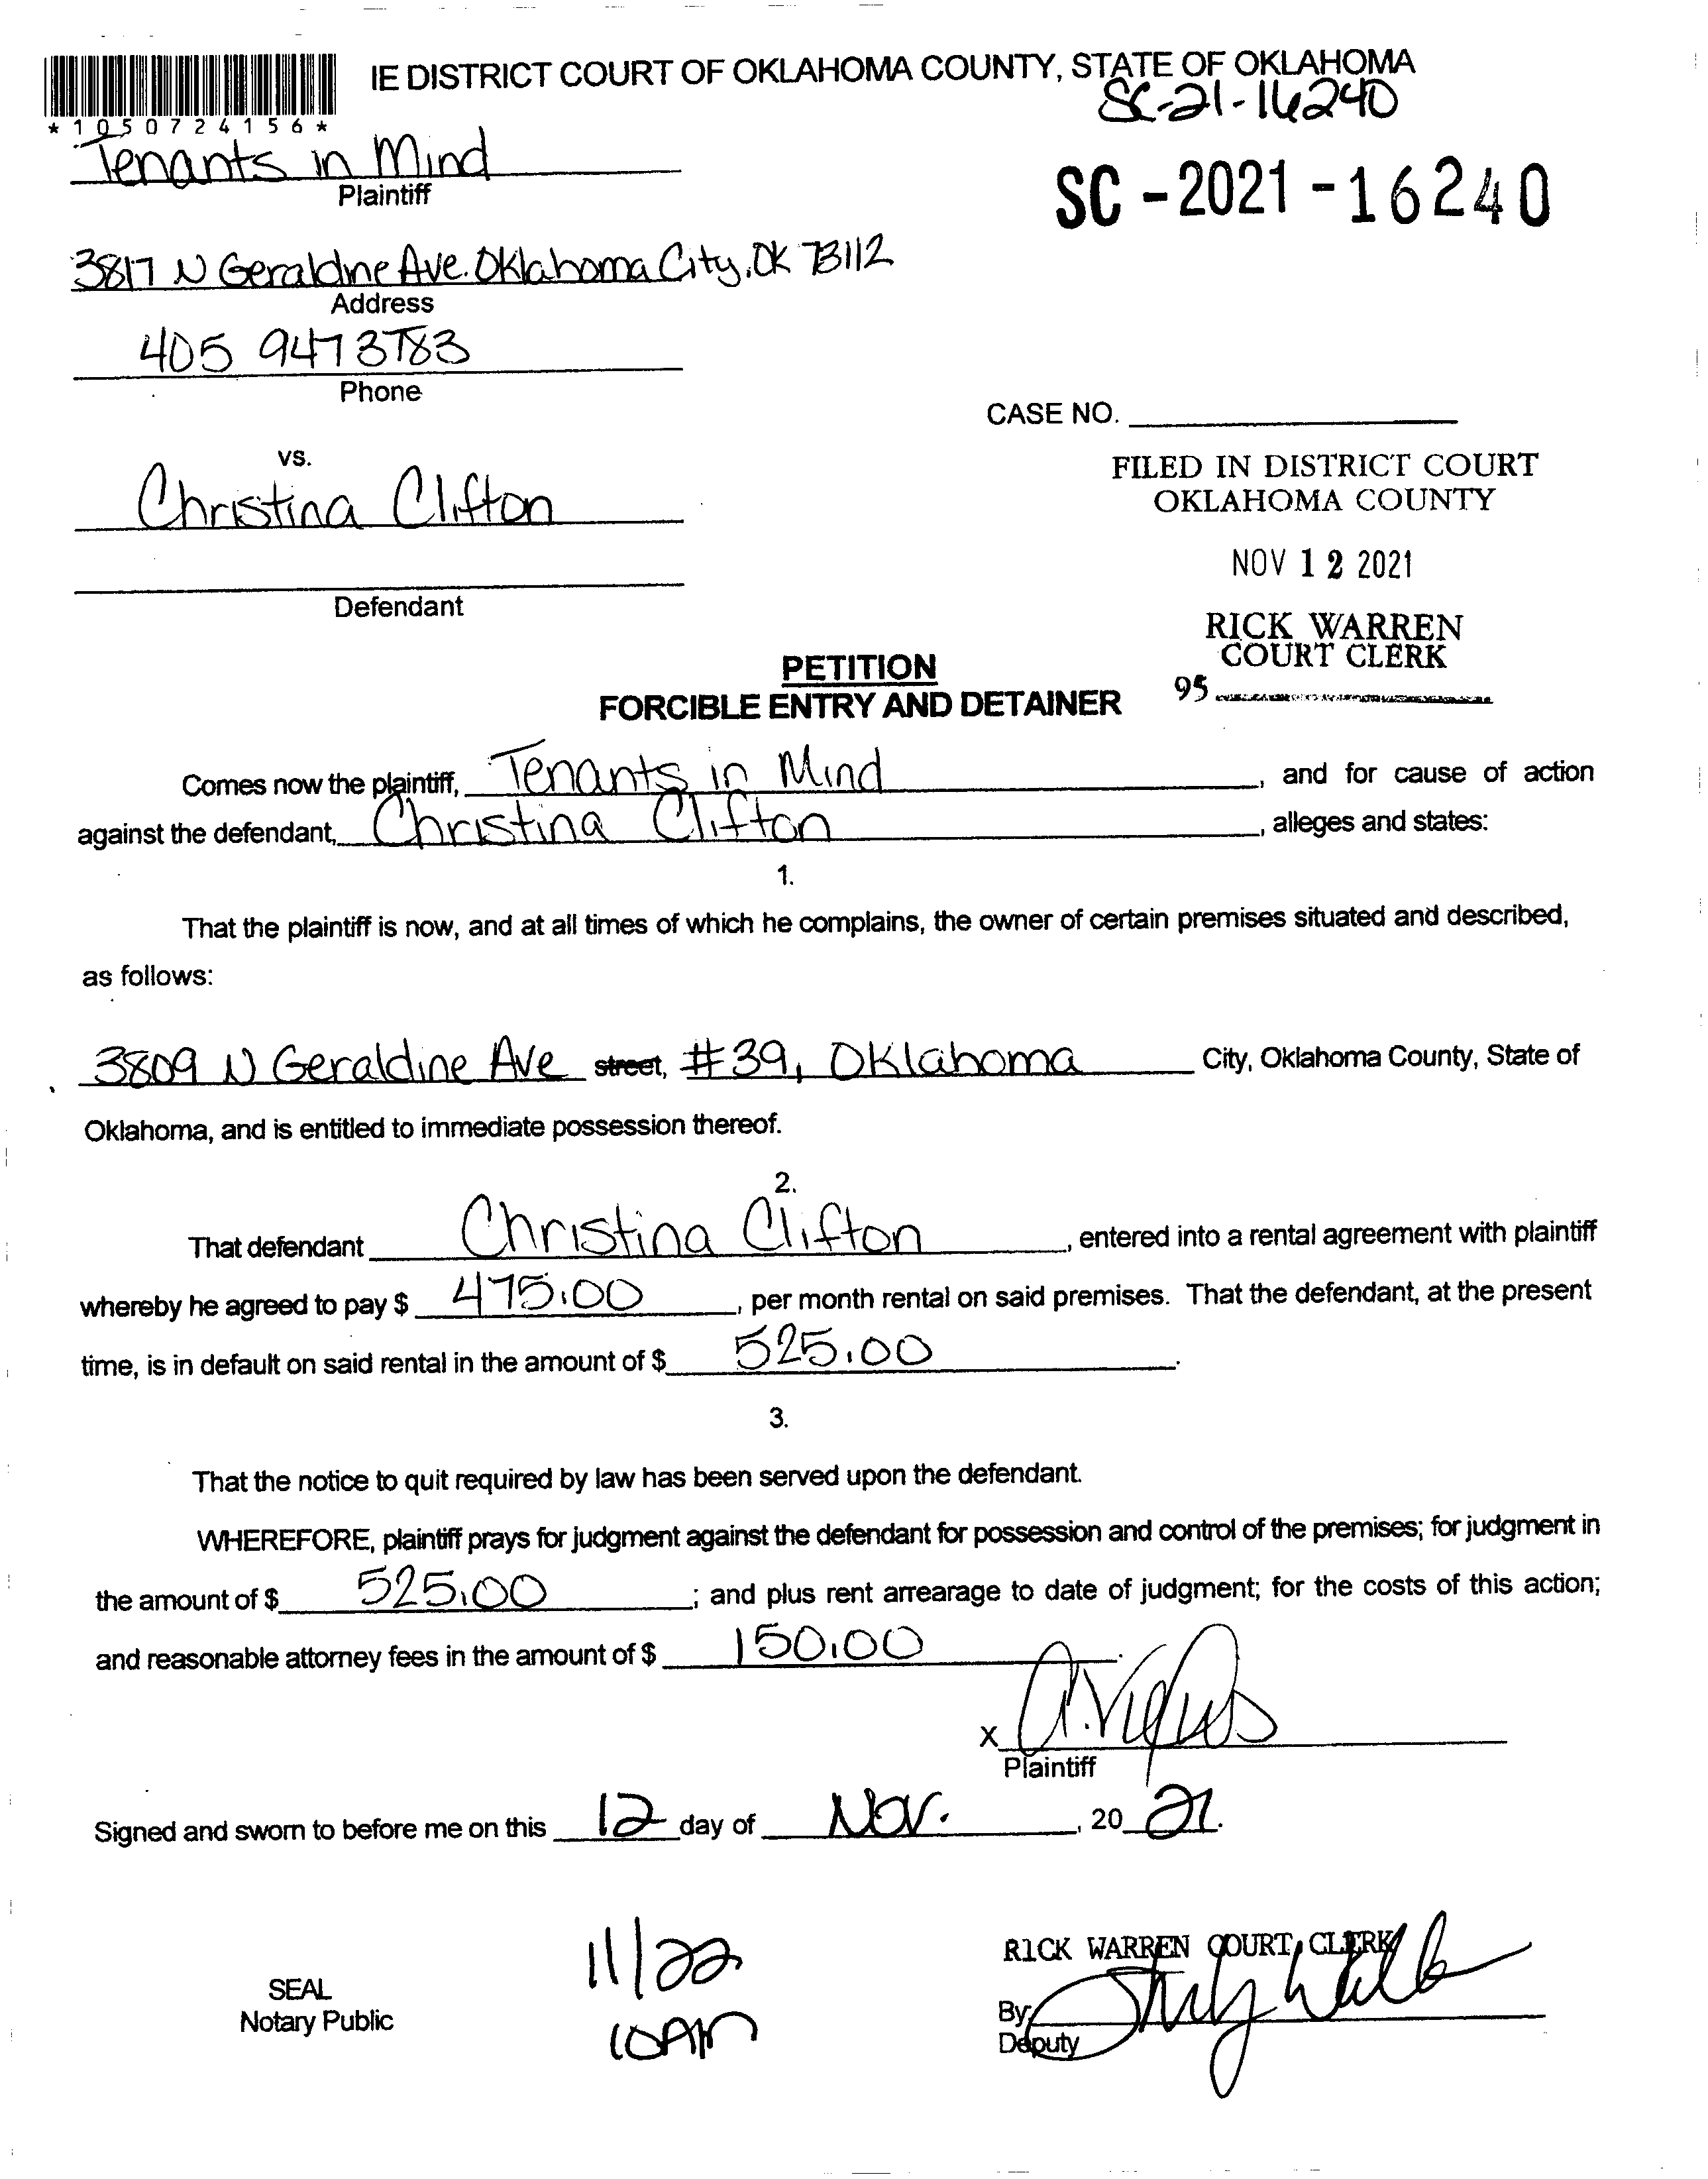 IE DISTRICT COURT OF OKLAHOMA COUNTY, STATE OF OKLAHOMA
SC-21-16240
*1050724156*
Tenants in Mind
Plaintiff
SC-2021-16240
3817 N Geraldine Ave. Oklahoma City, OK 73112
Address
405 947 3783
Phone
CASE NO.
vs.
FILED IN DISTRICT COURT
OKLAHOMA COUNTY
Christina Clifton
NOV 12 2021
Defendant
RICK WARREN
COURT CLERK
95
PETITION
FORCIBLE ENTRY AND DETAINER
Comes now the plaintiff, Tenants in Mind, and for cause of action
against the defendant, Christina Clifton, alleges and states:
1.
That the plaintiff is now, and at all times of which he complains, the owner of certain premises situated and described,
as follows:
3809 N Geraldine Ave street, #39, Oklahoma City, Oklahoma County, State of
Oklahoma, and is entitled to immediate possession thereof.
2.
That defendant Christina Clifton, entered into a rental agreement with plaintiff
whereby he agreed to pay $ 475.00, per month rental on said premises. That the defendant, at the present
time, is in default on said rental in the amount of $ 525.00.
3.
That the notice to quit required by law has been served upon the defendant.
WHEREFORE, plaintiff prays for judgment against the defendant for possession and control of the premises; for judgment in
the amount of $ 525.00; and plus rent arrearage to date of judgment; for the costs of this action;
and reasonable attorney fees in the amount of $ 150.00.
X
Plaintiff
Signed and sworn to before me on this 12 day of Nov., 20 21.
11/22
10AM
SEAL
Notary Public
RICK WARREN COURT CLERK
By
Deputy